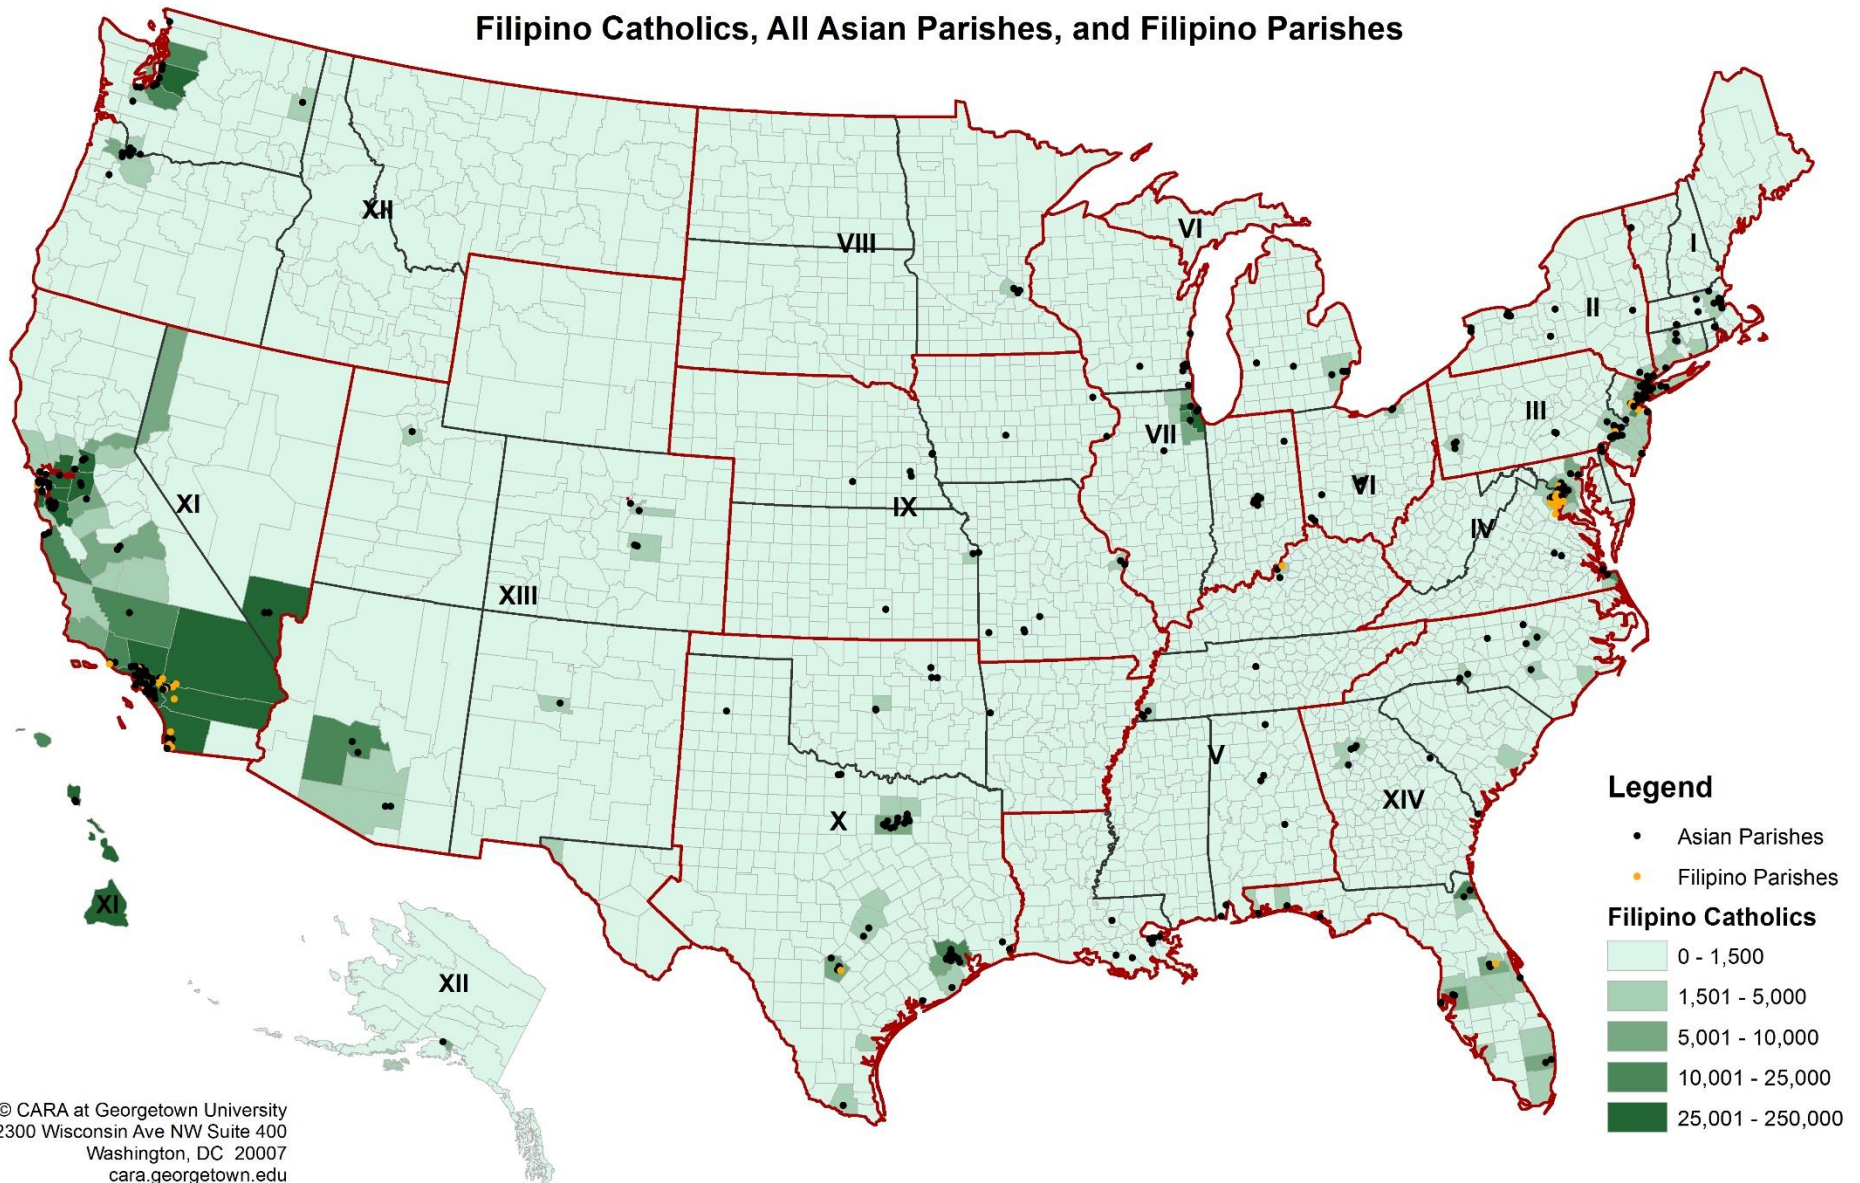 Filipino Catholics, All Asian Parishes, and Filipino Parishes
XII
VIII
VI
I
II
III
VII
VI
XI
IX
IV
XIII
V
X
XIV
XI
XII
Legend
Asian Parishes
Filipino Parishes
Filipino Catholics
0 - 1,500
1,501 - 5,000
5,001 - 10,000
10,001 - 25,000
25,001 - 250,000
© CARA at Georgetown University
2300 Wisconsin Ave NW Suite 400
Washington, DC 20007
cara.georgetown.edu